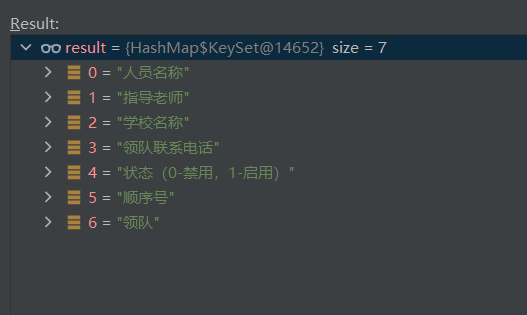 Result:
result = {HashMap$KeySet@14652} size = 7
0 = "人员名称"
1 = "指导老师"
2 = "学校名称"
3 = "领队联系电话"
4 = "状态（0-禁用，1-启用）"
5 = "顺序号"
6 = "领队"